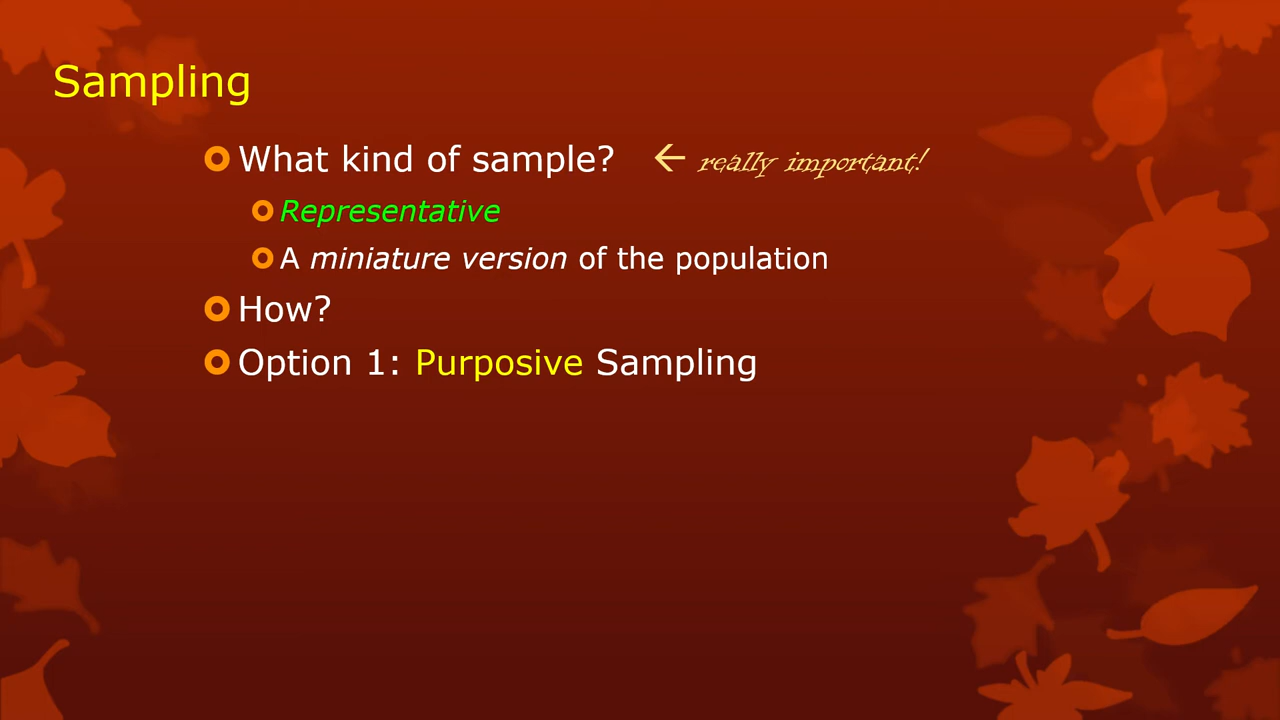 Sampling
What kind of sample? ← really important!
Representative
A miniature version of the population
How?
Option 1: Purposive Sampling